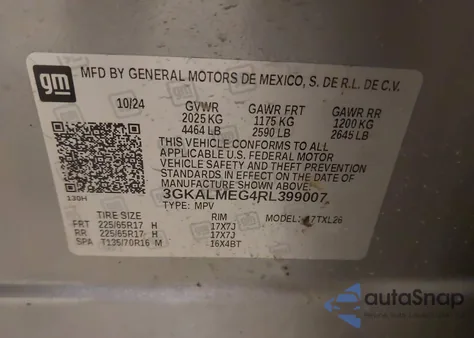 gm
MFD BY GENERAL MOTORS DE MEXICO, S. DE R.L. DE C.V.
10/24 GVWR GAWR FRT GAWR RR
2025 KG 1175 KG 1200 KG
4464 LB 2590 LB 2645 LB
THIS VEHICLE CONFORMS TO ALL
APPLICABLE U.S. FEDERAL MOTOR
VEHICLE SAFETY AND THEFT PREVENTION
STANDARDS IN EFFECT ON THE DATE OF
MANUFACTURE SHOWN ABOVE.
130H
3GKALMEG4RL399007
TYPE: MPV MODEL: 17TXL26
TIRE SIZE RIM
FRT 225/65R17 H 17X7J
RR 225/65R17 H 17X7J
SPA T135/70R16 M 16X4BT
autaSnap